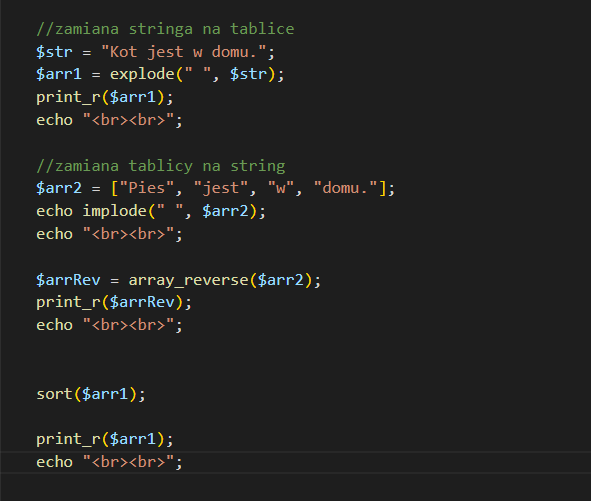 //zamiana stringa na tablice
$str = "Kot jest w domu.";
$arr1 = explode(" ", $str);
print_r($arr1);
echo "<br><br>";
//zamiana tablicy na string
$arr2 = ["Pies", "jest", "w", "domu."];
echo implode(" ", $arr2);
echo "<br><br>";
$arrRev = array_reverse($arr2);
print_r($arrRev);
echo "<br><br>";
sort($arr1);
print_r($arr1);
echo "<br><br>";